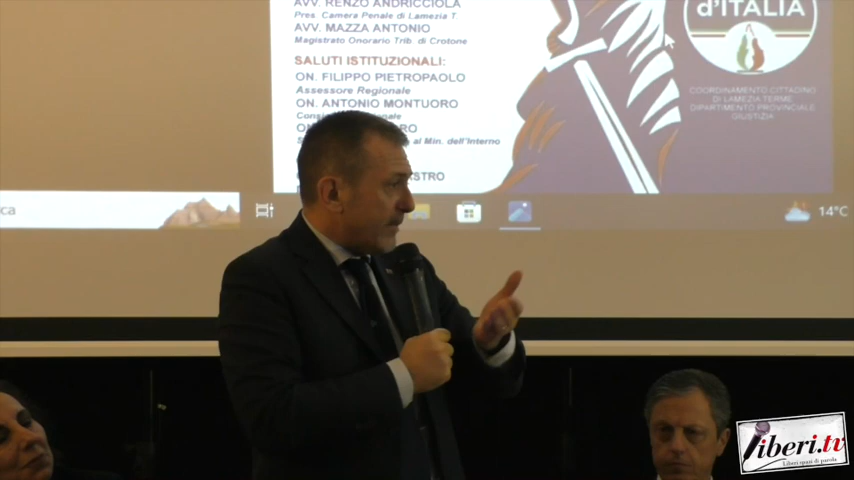 AVV. RENZO ANDRICCIOLA
Pres. Camera Penale di Lamezia T.
AVV. MAZZA ANTONIO
Magistrato Onorario Trib. di Crotone
SALUTI ISTITUZIONALI:
ON. FILIPPO PIETROPAOLO
Assessore Regionale
ON. ANTONIO MONTUORO
al Min. dell'Interno
d'ITALIA
COORDINAMENTO CITTADINO
DI LAMEZIA TERME
DIPARTIMENTO PROVINCIALE
GIUSTIZIA
14°C
liberi.tv
Liberi spazi di parola